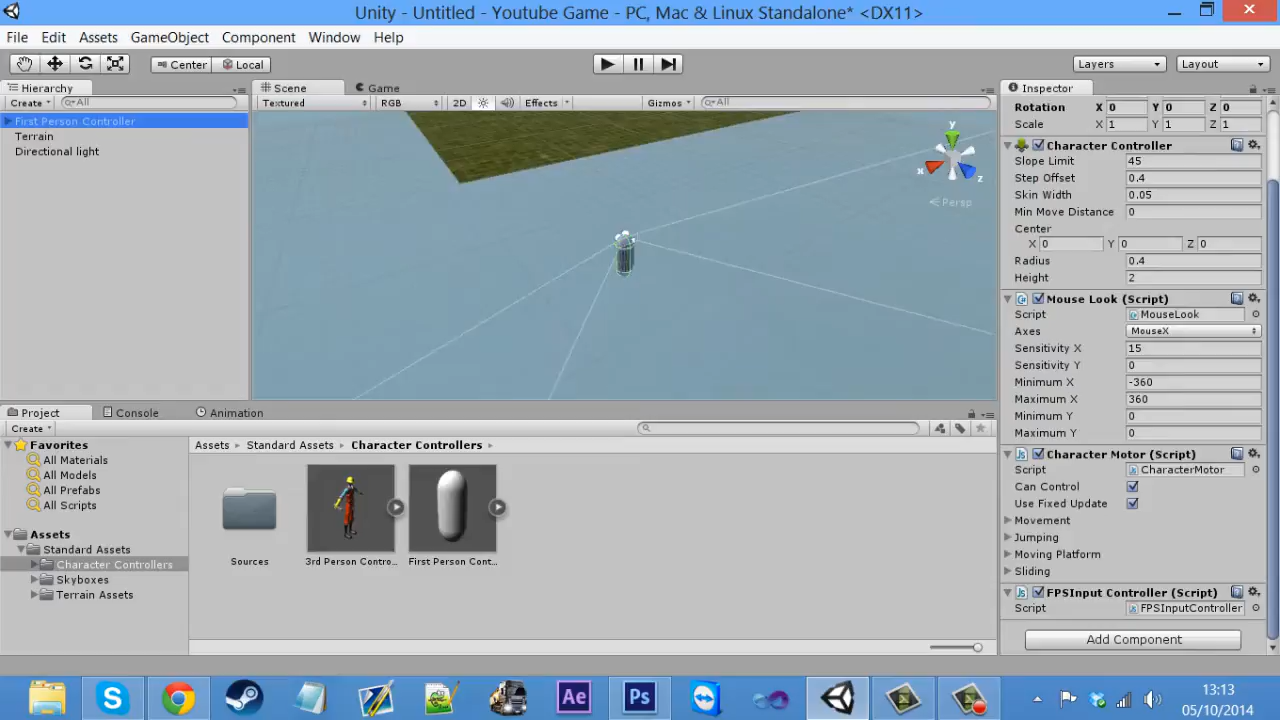 Unity - Untitled - Youtube Game - PC, Mac & Linux Standalone* <DX11>
File Edit Assets GameObject Component Window Help
Center Local Layers Layout
Hierarchy
Create All
First Person Controller
Terrain
Directional light
Scene Game
Textured RGB 2D Effects Gizmos All
y
x
z
Persp
Inspector
Rotation X 0 Y 0 Z 0
Scale X 1 Y 1 Z 1
Character Controller
Slope Limit 45
Step Offset 0.4
Skin Width 0.05
Min Move Distance 0
Center
X 0 Y 0 Z 0
Radius 0.4
Height 2
Mouse Look (Script)
Script MouseLook
Axes MouseX
Sensitivity X 15
Sensitivity Y 0
Minimum X -360
Maximum X 360
Minimum Y 0
Maximum Y 0
Character Motor (Script)
Script CharacterMotor
Can Control
Use Fixed Update
Movement
Jumping
Moving Platform
Sliding
FPSInput Controller (Script)
Script FPSInputController
Add Component
Project Console Animation
Create
Favorites
All Materials
All Models
All Prefabs
All Scripts
Assets
Standard Assets
Character Controllers
Skyboxes
Terrain Assets
Assets Standard Assets Character Controllers
Sources
3rd Person Contro...
First Person Cont...
Ae Ps
13:13
05/10/2014